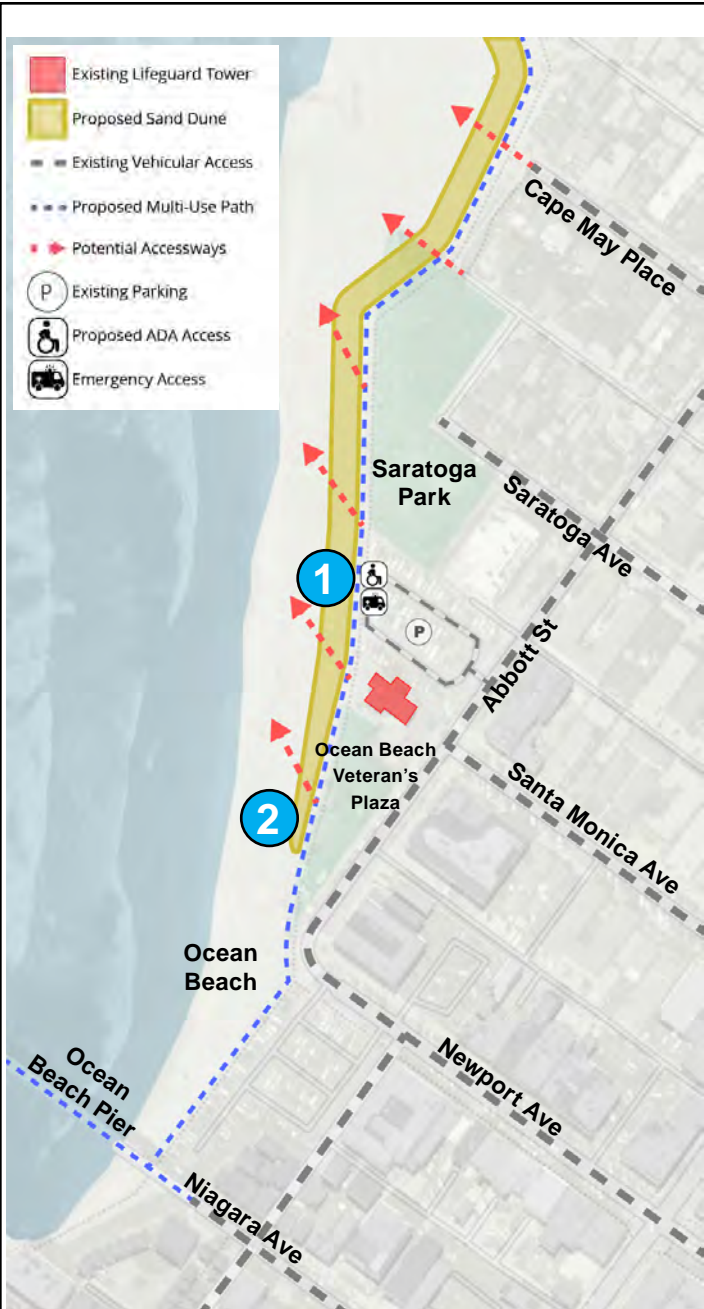 Existing Lifeguard Tower
Proposed Sand Dune
Existing Vehicular Access
Proposed Multi-Use Path
Potential Accessways
P Existing Parking
Proposed ADA Access
Emergency Access
Cape May Place
Saratoga
Park
Saratoga Ave
1
P
Abbott St
Ocean Beach
Veteran's
Plaza
Santa Monica Ave
2
Ocean
Beach
Ocean
Beach Pier
Newport Ave
Niagara Ave